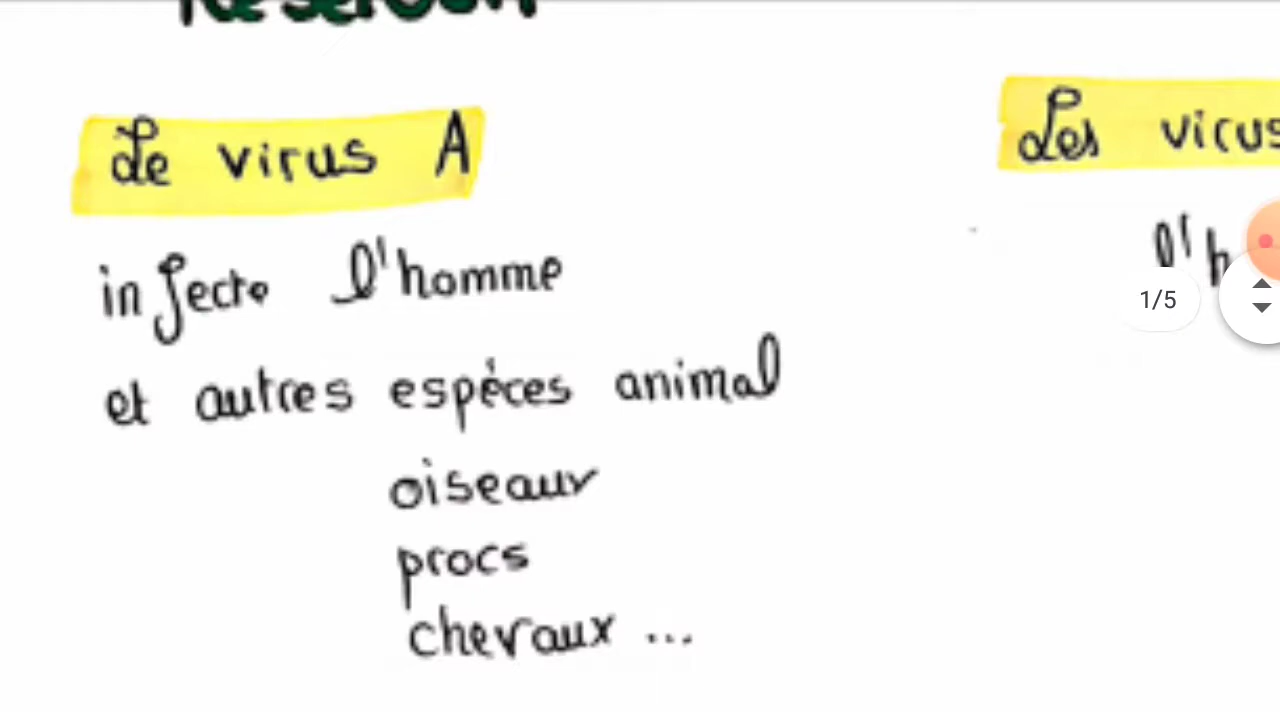 Le virus A
Les virus
infecte l'homme
l'h
1/5
et autres espèces animal
oiseaux
procs
chevaux ...